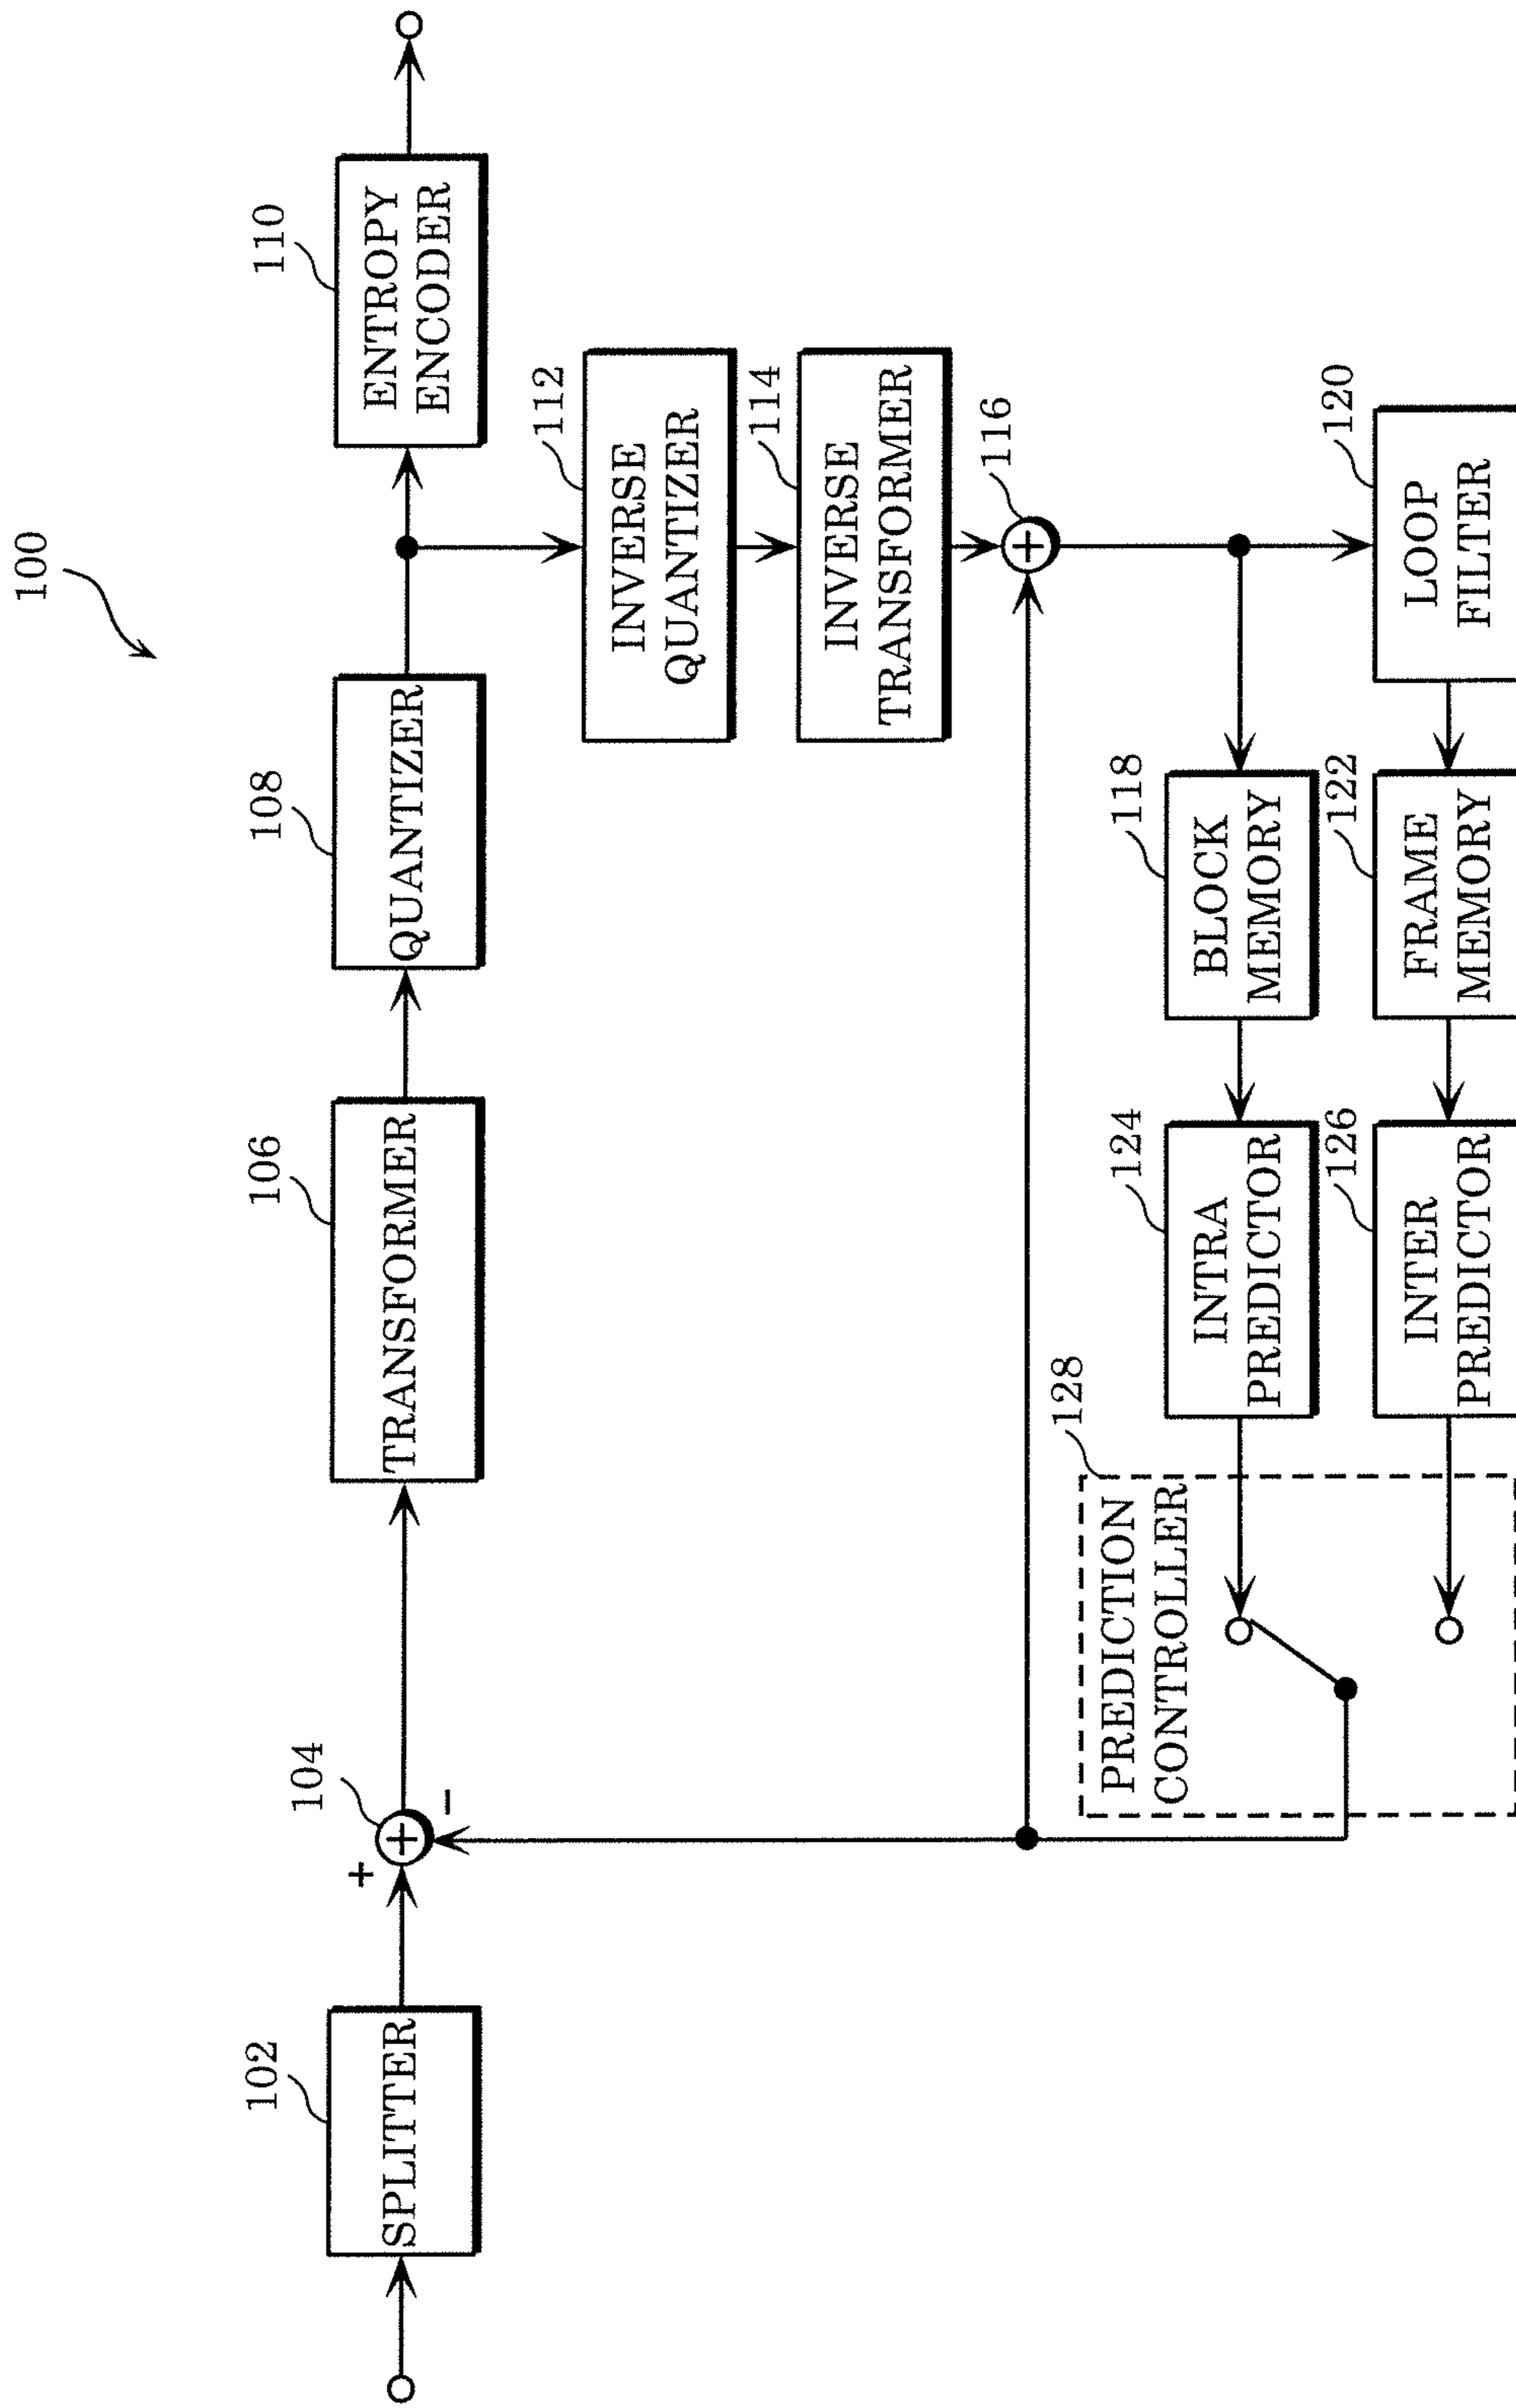 100
102
SPLITTER
104
+
−
106
TRANSFORMER
108
QUANTIZER
110
ENTROPY
ENCODER
112
INVERSE
QUANTIZER
114
INVERSE
TRANSFORMER
116
128
PREDICTION
CONTROLLER
124
INTRA
PREDICTOR
118
BLOCK
MEMORY
126
INTER
PREDICTOR
122
FRAME
MEMORY
120
LOOP
FILTER